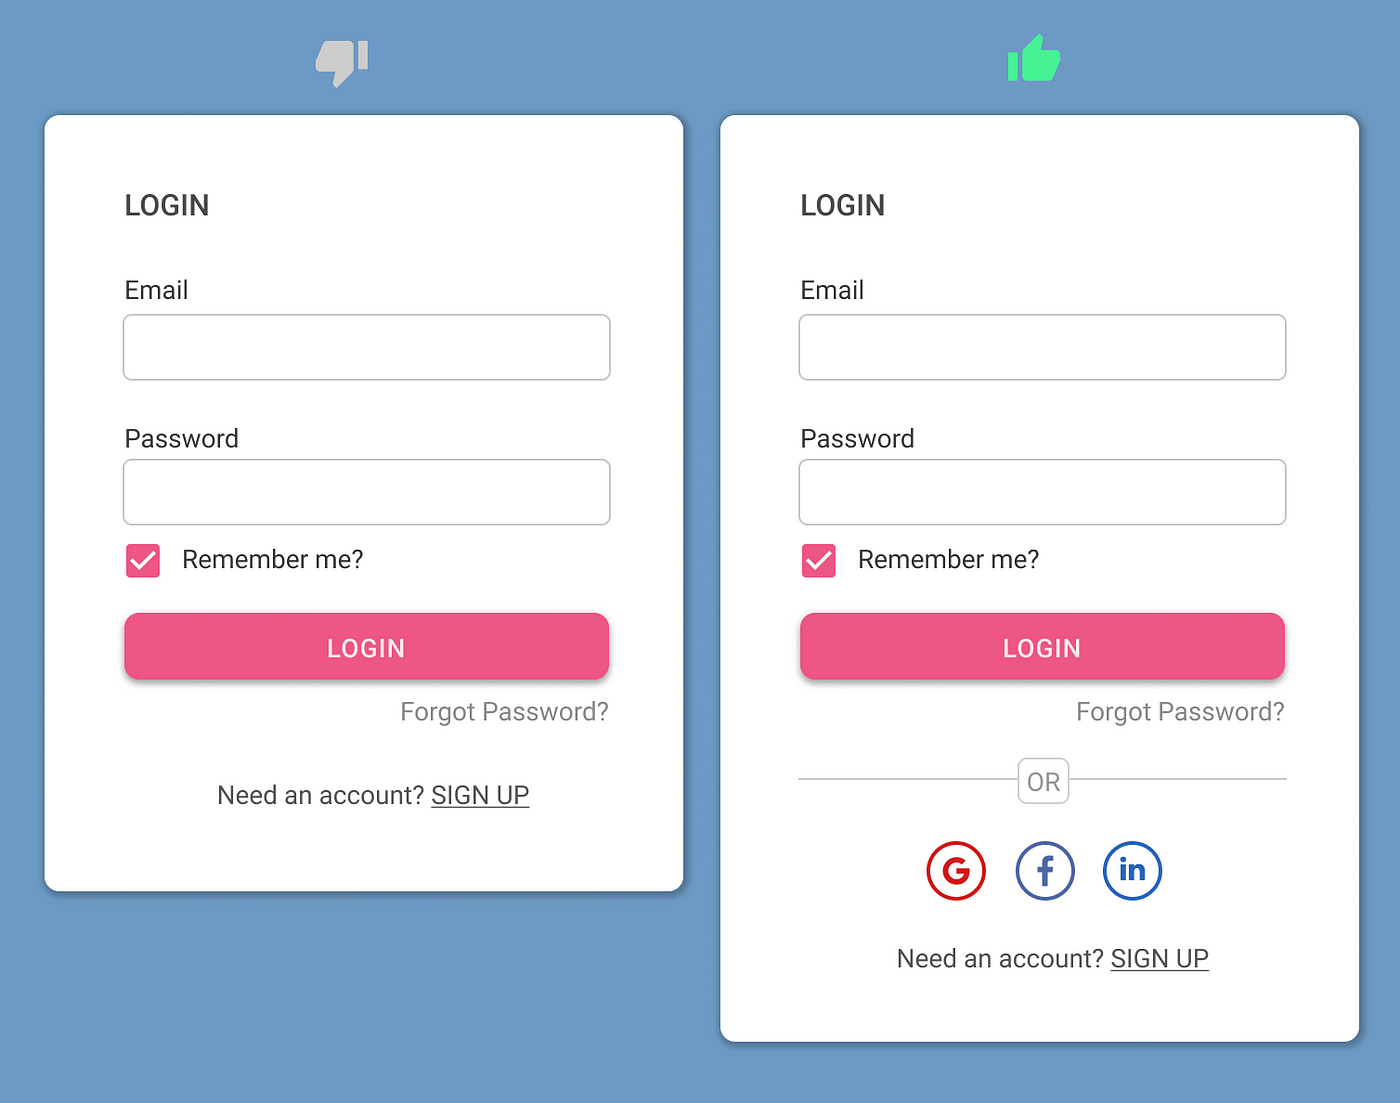 LOGIN
Email
Password
Remember me?
LOGIN
Forgot Password?
Need an account? SIGN UP
LOGIN
Email
Password
Remember me?
LOGIN
Forgot Password?
OR
G f in
Need an account? SIGN UP